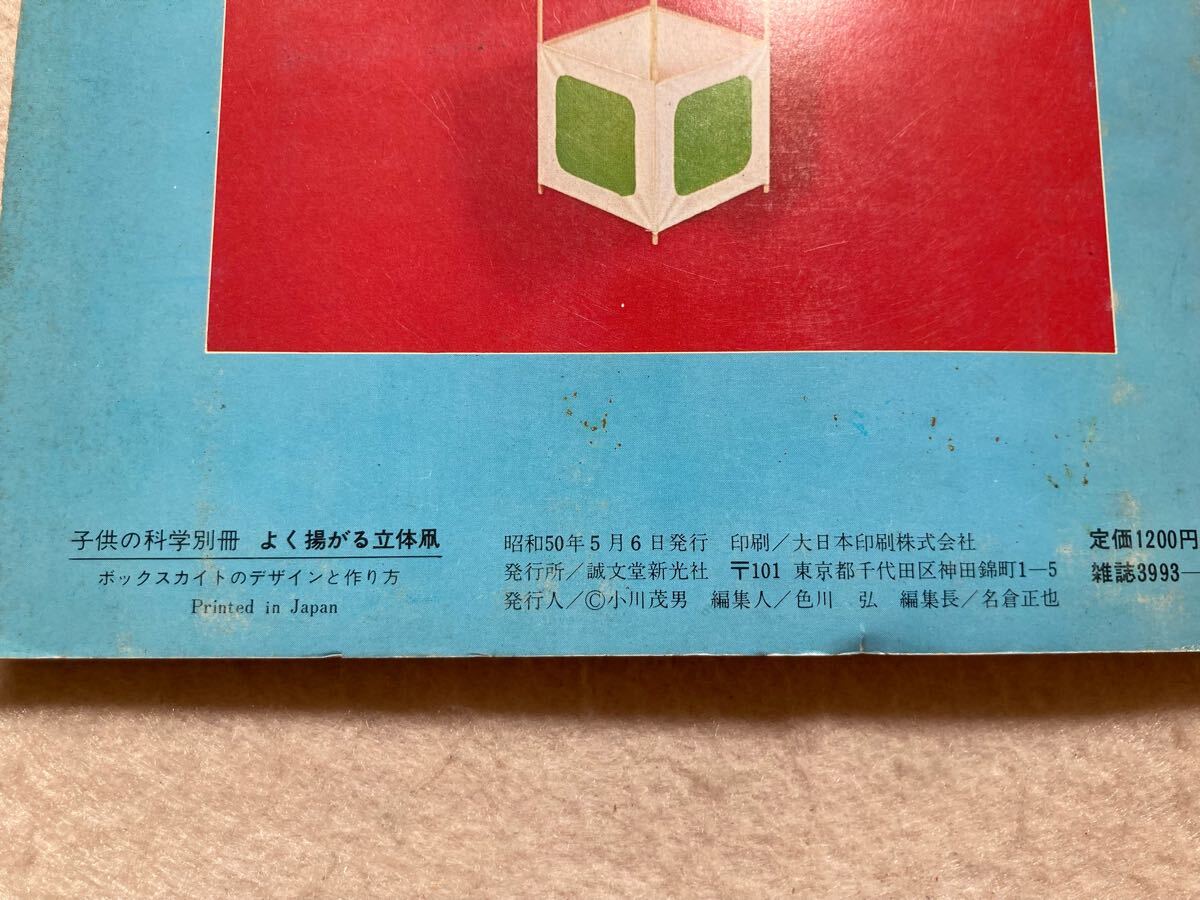 子供の科学別冊 よく揚がる立体凧
ボックスカイトのデザインと作り方
Printed in Japan
昭和50年5月6日発行 印刷/大日本印刷株式会社
発行所/誠文堂新光社 〒101 東京都千代田区神田錦町1-5
発行人/©小川茂男 編集人/色川 弘 編集長/名倉正也
定価1200円
雑誌3993-